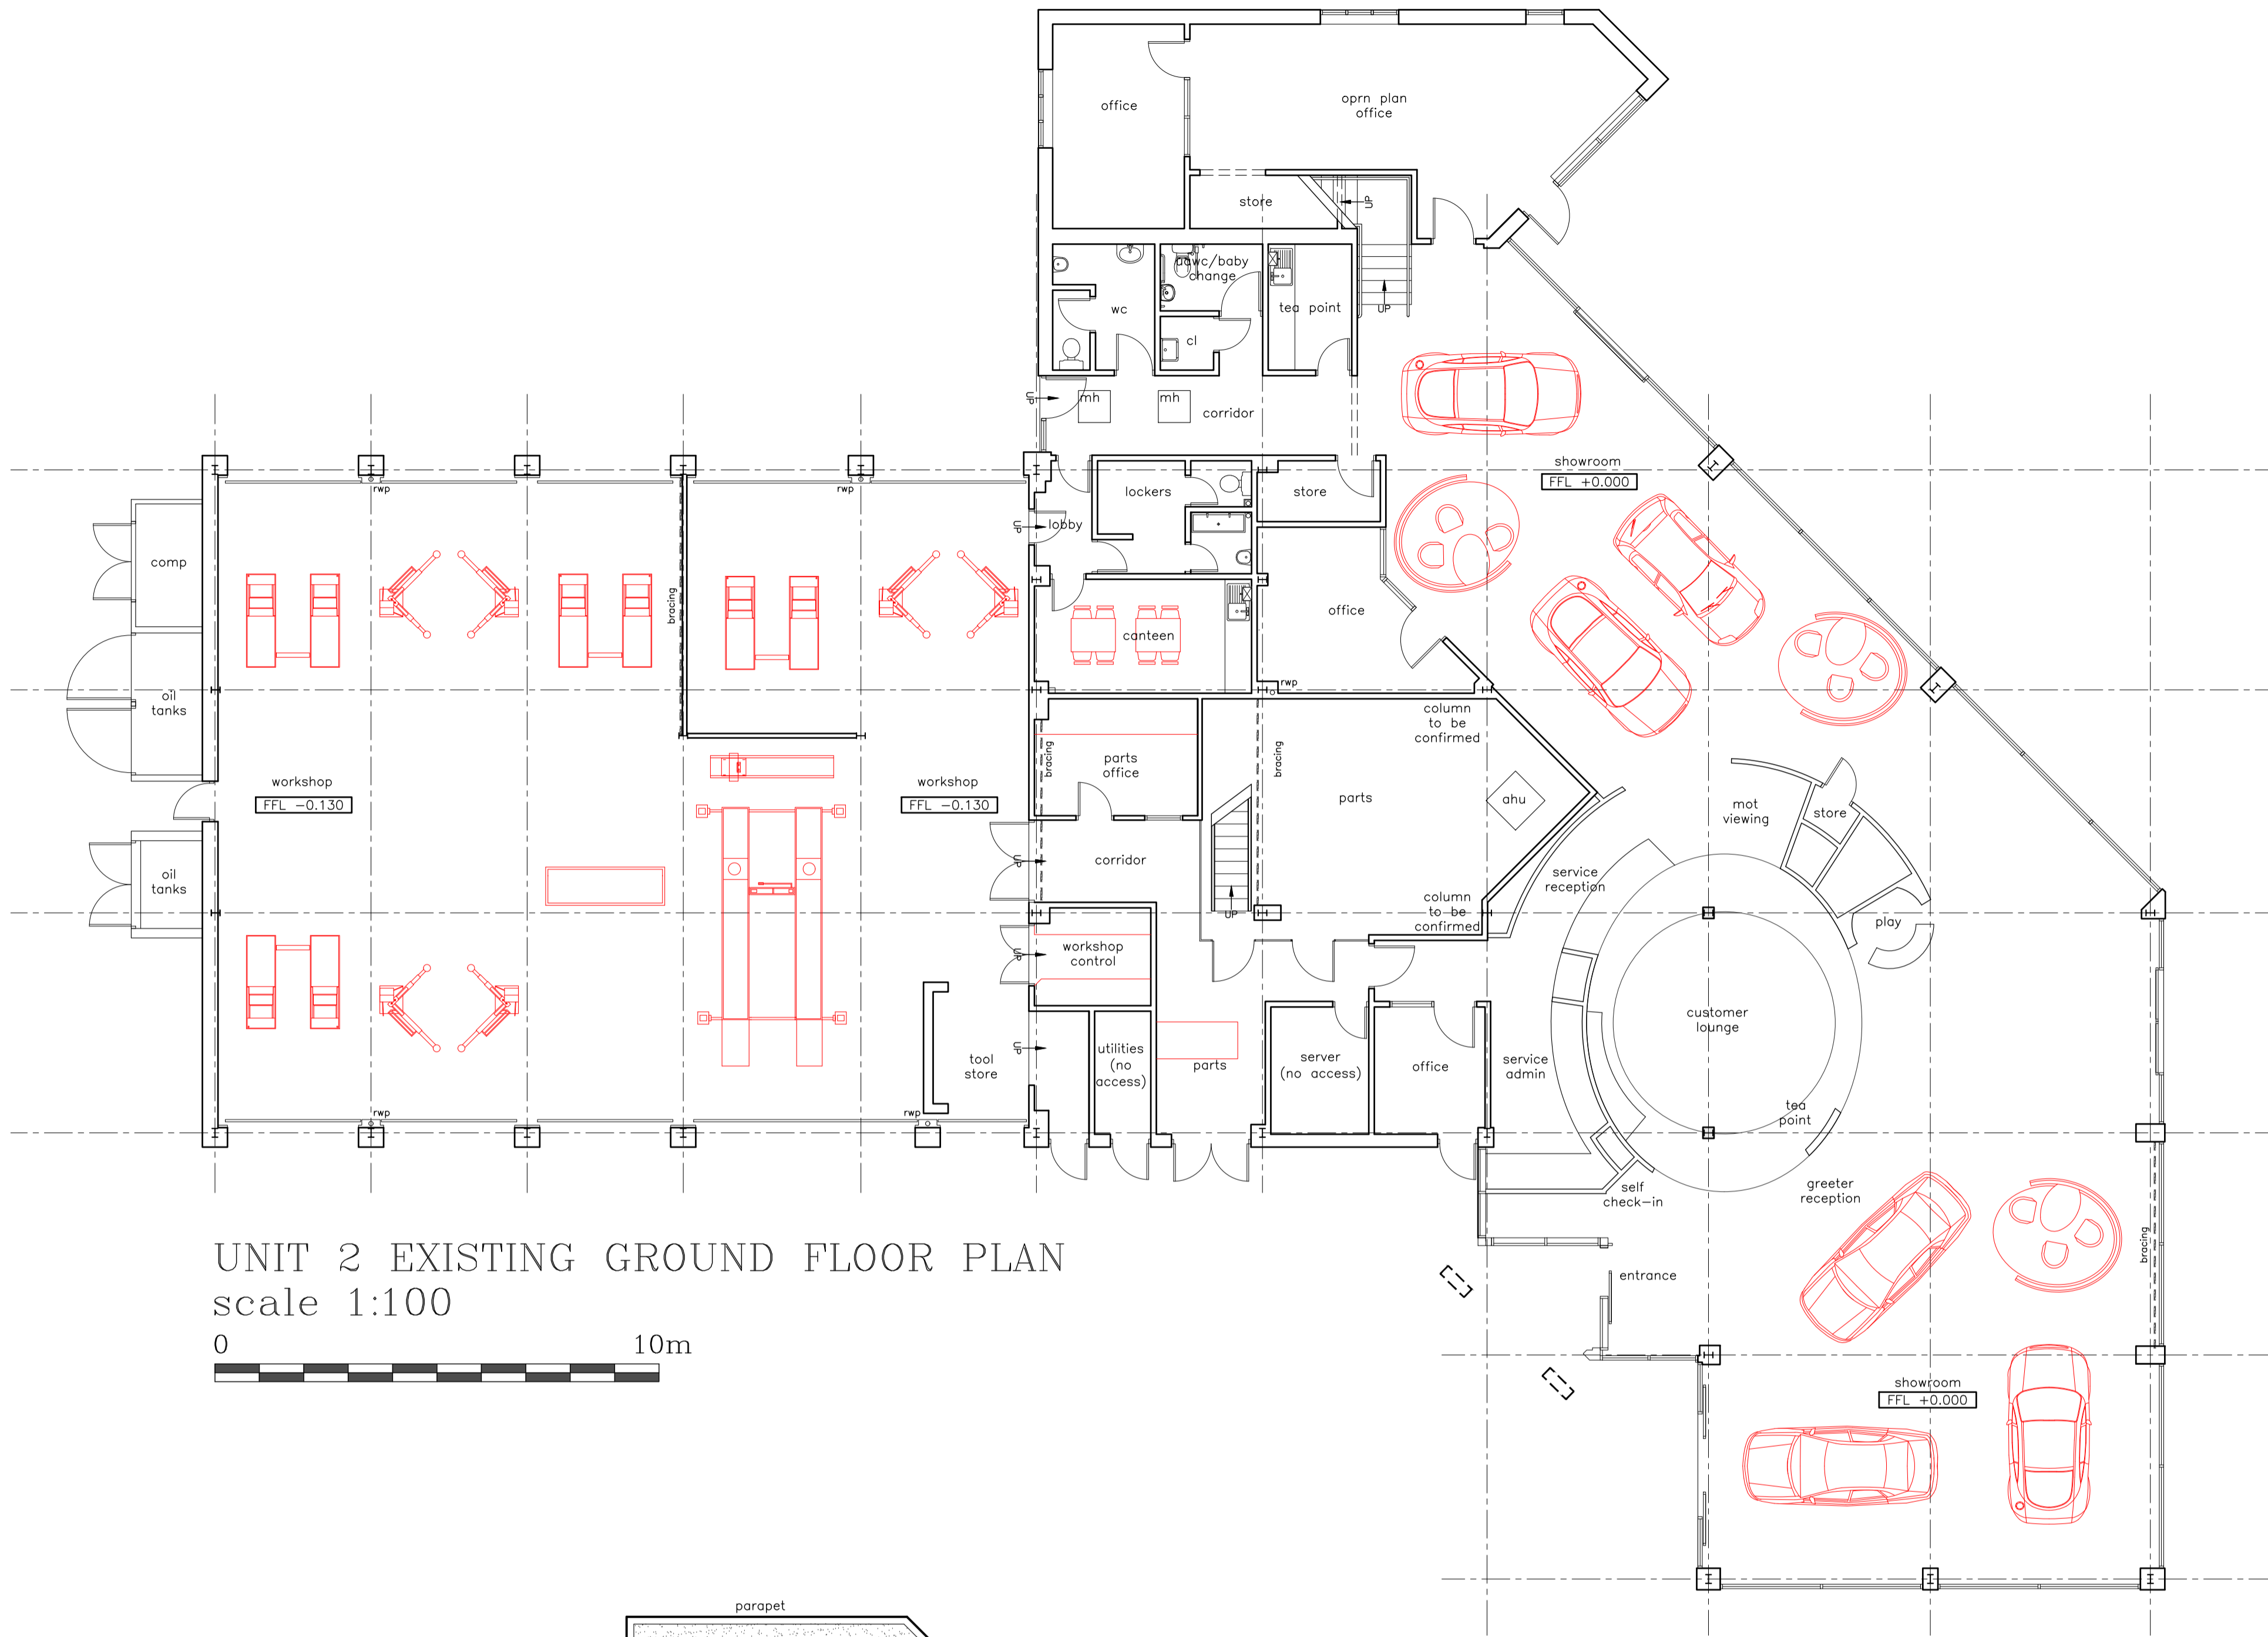 office
oprn plan
office
store
UP
uawc/baby
change
wc
tea point
UP
cl
UP
mh
mh
corridor
showroom
FFL +0.000
rwp
rwp
lockers
store
UP
lobby
comp
bracing
office
canteen
oil
tanks
rwp
column
to be
confirmed
bracing
bracing
parts
office
workshop
FFL -0.130
workshop
FFL -0.130
parts
ahu
mot
viewing
store
UP
corridor
service
reception
oil
tanks
UP
column
to be
confirmed
play
UP
workshop
control
customer
lounge
UP
tool
store
utilities
(no
access)
parts
server
(no access)
office
service
admin
tea
point
rwp
rwp
self
check-in
greeter
reception
bracing
UNIT 2 EXISTING GROUND FLOOR PLAN
scale 1:100
0 10m
entrance
showroom
FFL +0.000
parapet